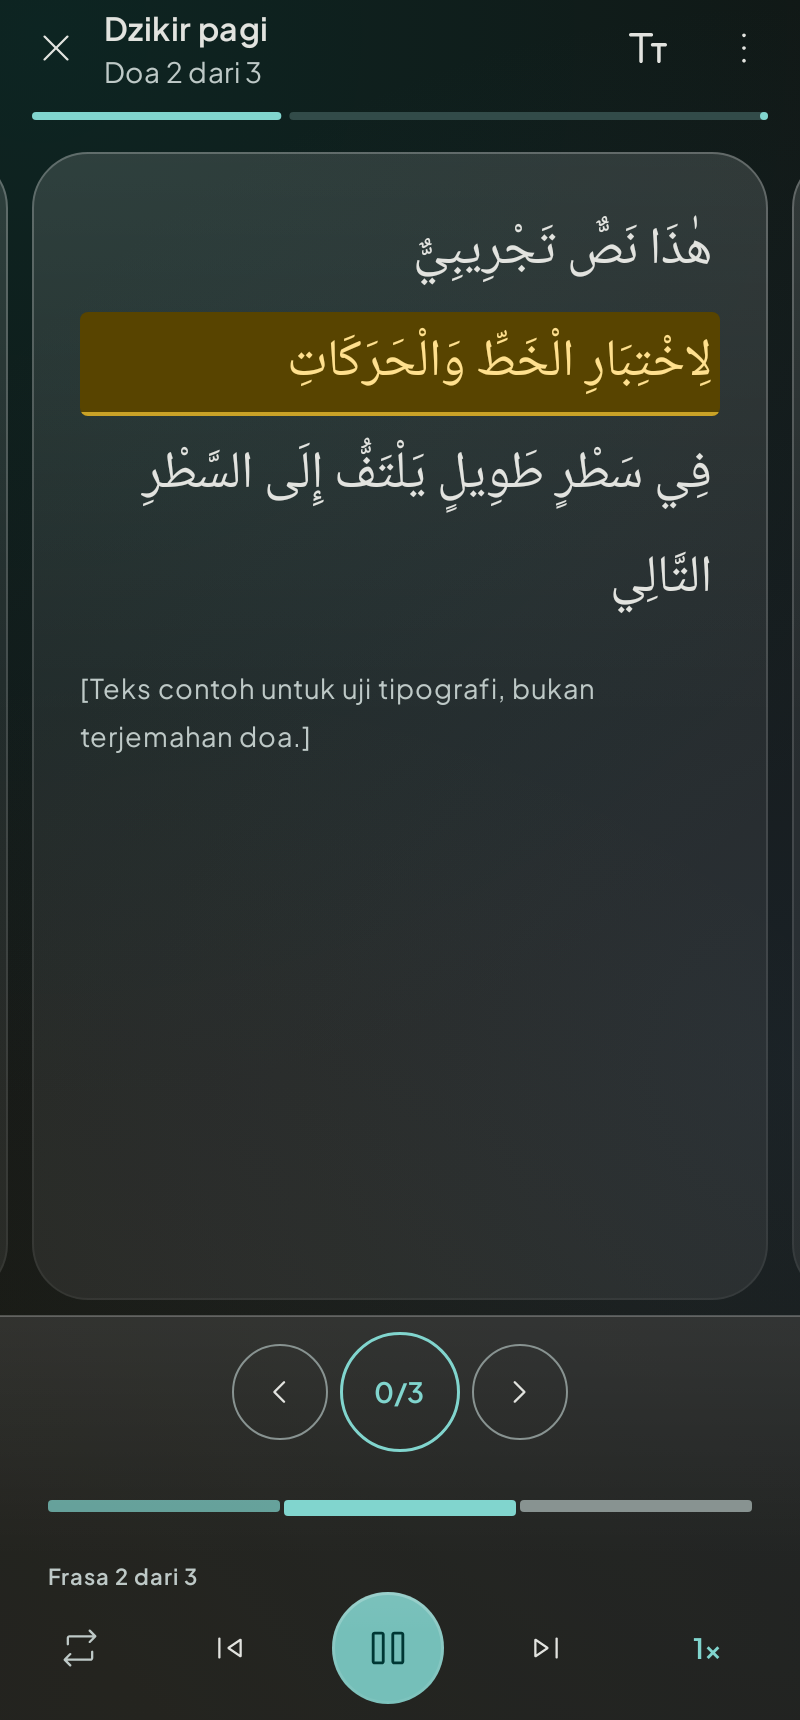 Dzikir pagi
Doa 2 dari 3
Tт
هٰذَا نَصٌّ تَجْرِيبِيٌّ
لِاخْتِبَارِ الْخَطِّ وَالْحَرَكَاتِ
فِي سَطْرٍ طَوِيلٍ يَلْتَفُّ إِلَى السَّطْرِ
التَّالِي
[Teks contoh untuk uji tipografi, bukan
terjemahan doa.]
0/3
Frasa 2 dari 3
1×